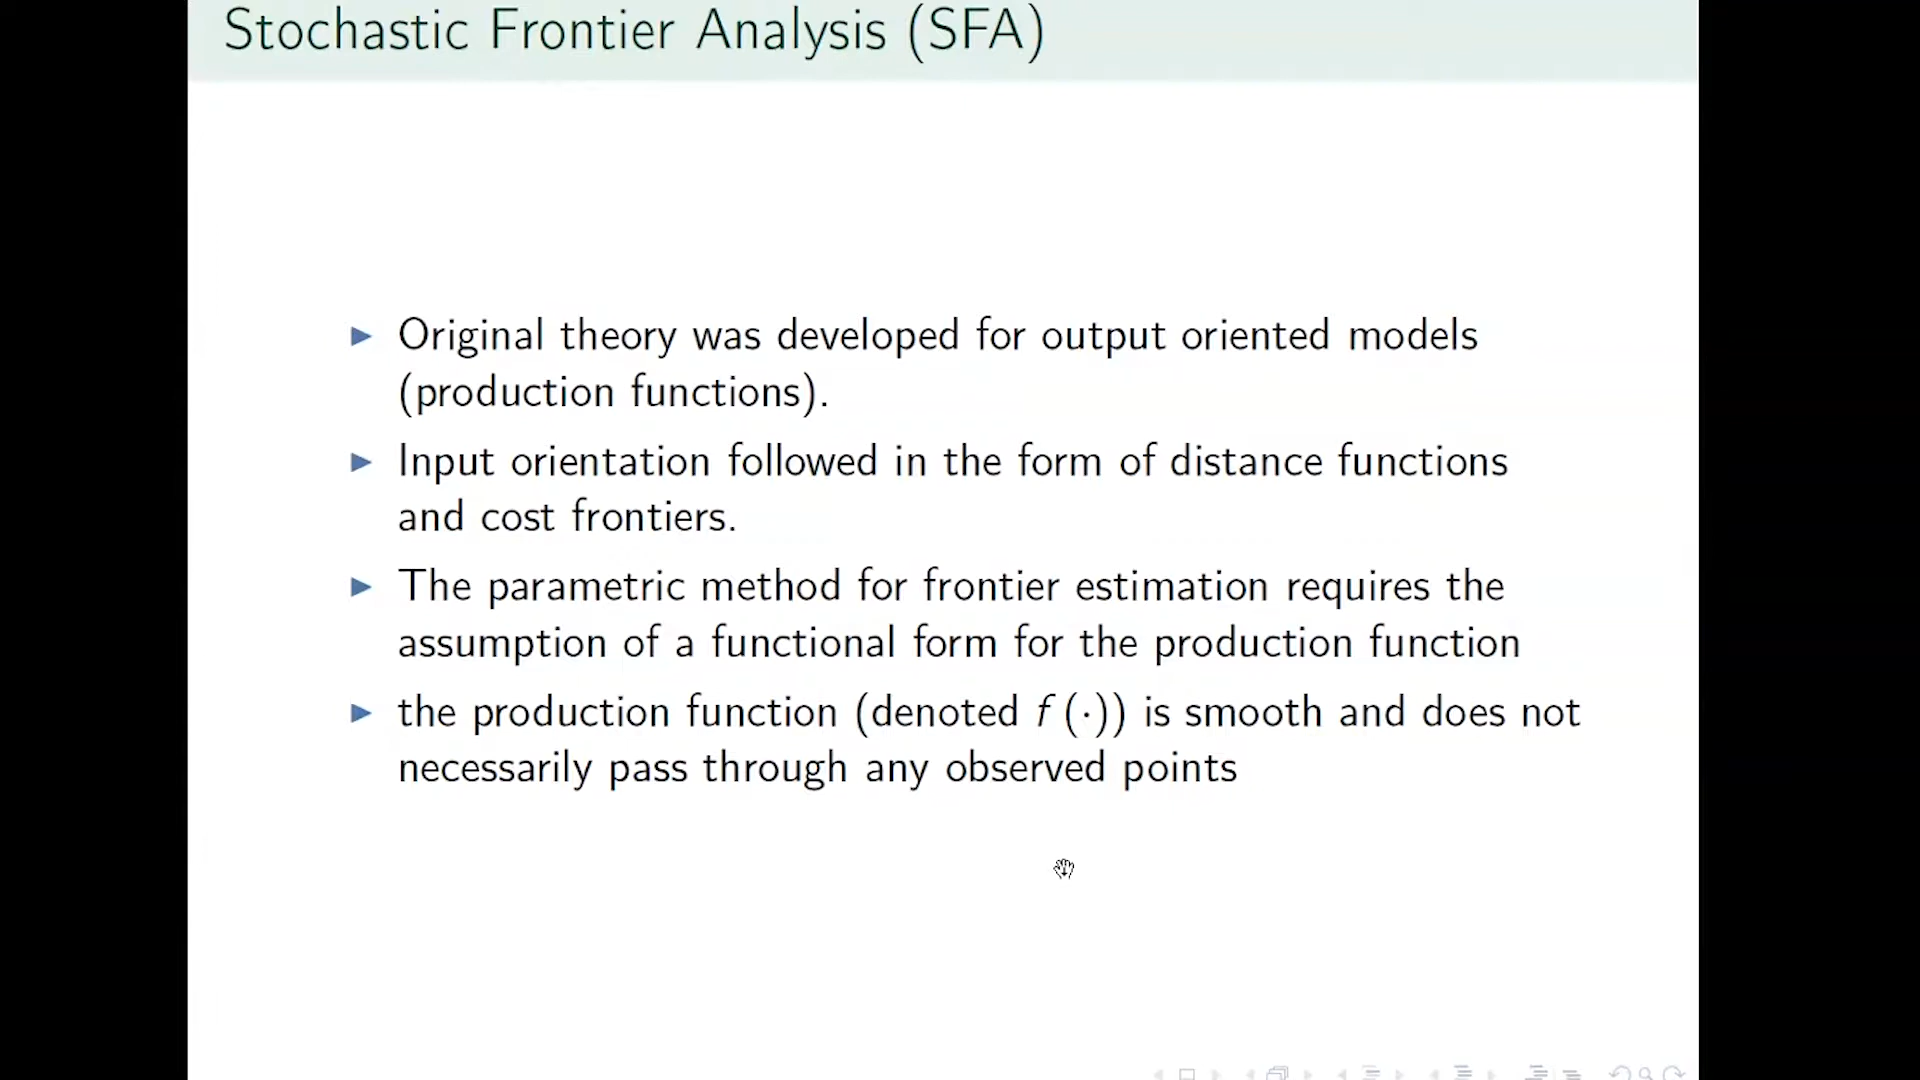 Stochastic Frontier Analysis (SFA)
Original theory was developed for output oriented models
(production functions).
Input orientation followed in the form of distance functions
and cost frontiers.
The parametric method for frontier estimation requires the
assumption of a functional form for the production function
the production function (denoted f (·)) is smooth and does not
necessarily pass through any observed points